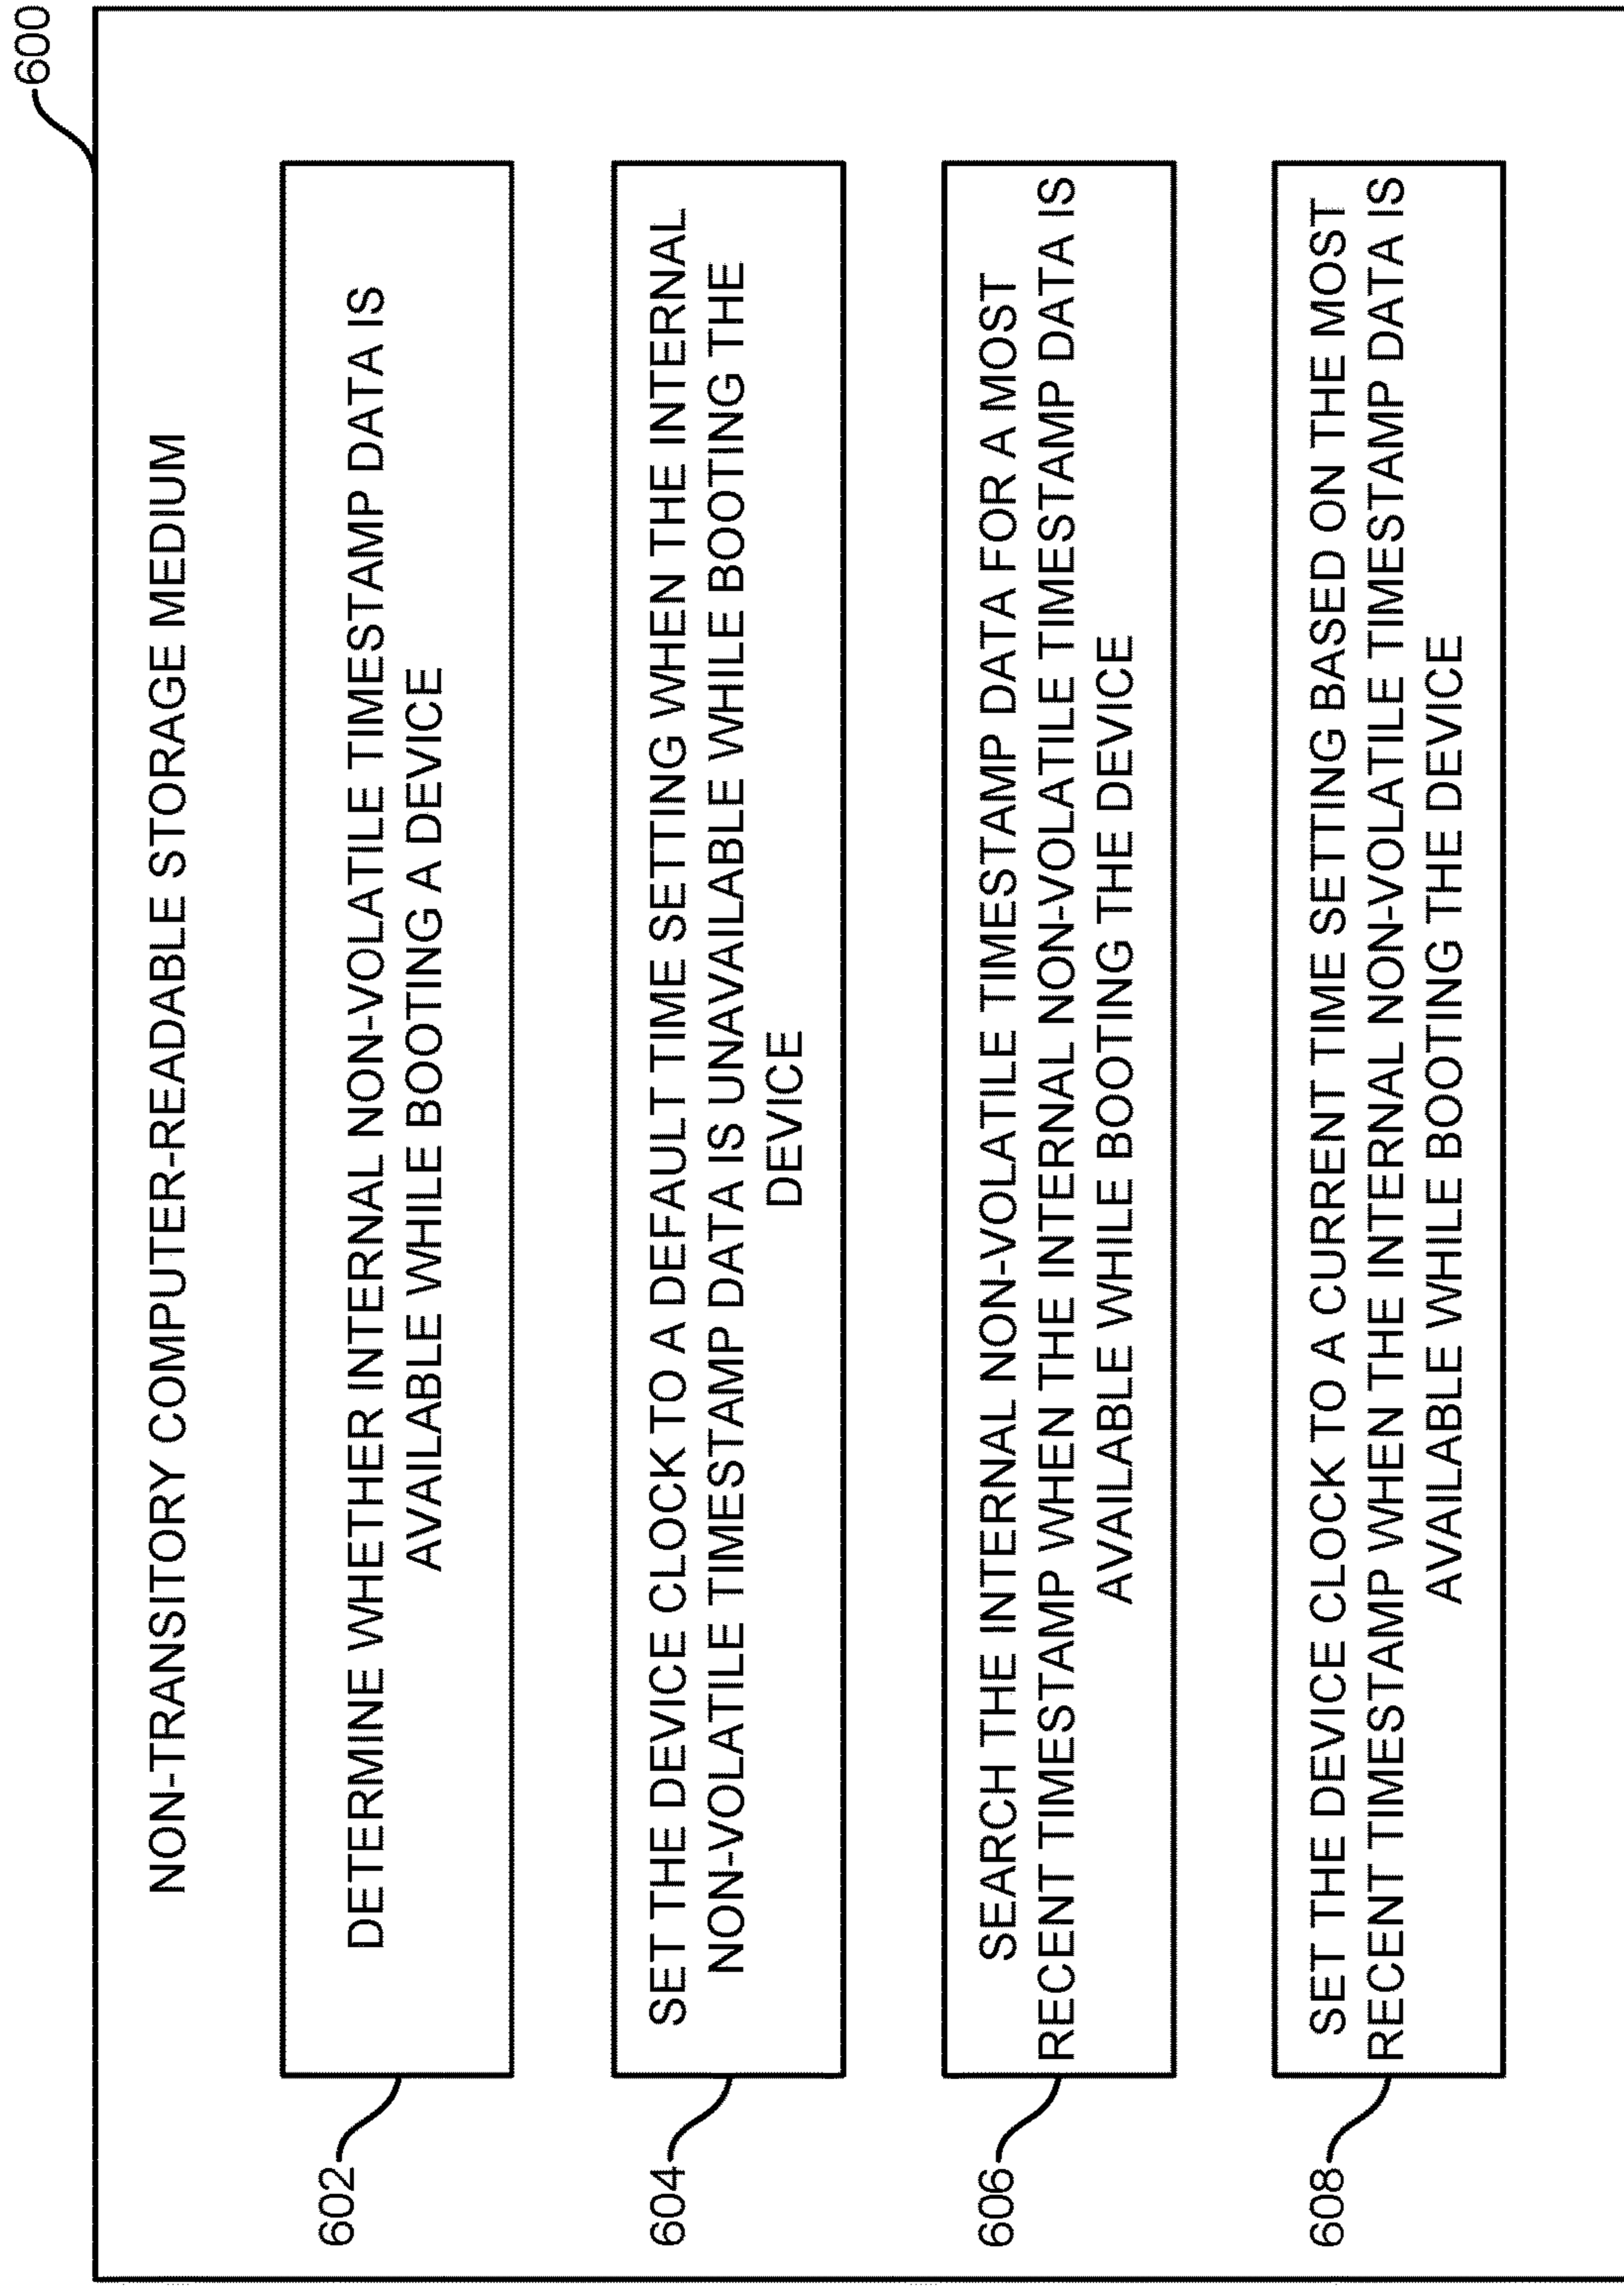 600
NON-TRANSITORY COMPUTER-READABLE STORAGE MEDIUM
602
DETERMINE WHETHER INTERNAL NON-VOLATILE TIMESTAMP DATA IS
AVAILABLE WHILE BOOTING A DEVICE
604
SET THE DEVICE CLOCK TO A DEFAULT TIME SETTING WHEN THE INTERNAL
NON-VOLATILE TIMESTAMP DATA IS UNAVAILABLE WHILE BOOTING THE
DEVICE
606
SEARCH THE INTERNAL NON-VOLATILE TIMESTAMP DATA FOR A MOST
RECENT TIMESTAMP WHEN THE INTERNAL NON-VOLATILE TIMESTAMP DATA IS
AVAILABLE WHILE BOOTING THE DEVICE
608
SET THE DEVICE CLOCK TO A CURRENT TIME SETTING BASED ON THE MOST
RECENT TIMESTAMP WHEN THE INTERNAL NON-VOLATILE TIMESTAMP DATA IS
AVAILABLE WHILE BOOTING THE DEVICE